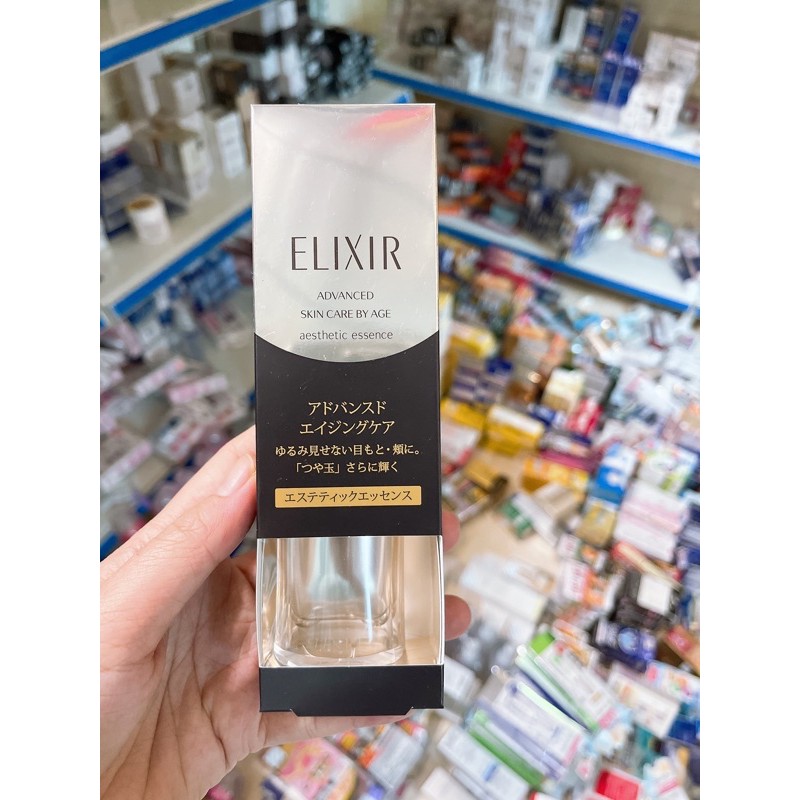 ELIXIR
ADVANCED
SKIN CARE BY AGE
aesthetic essence
アドバンスド
エイジングケア
ゆるみ見せない目もと・頬に。
「つや玉」さらに輝く
エステティックエッセンス